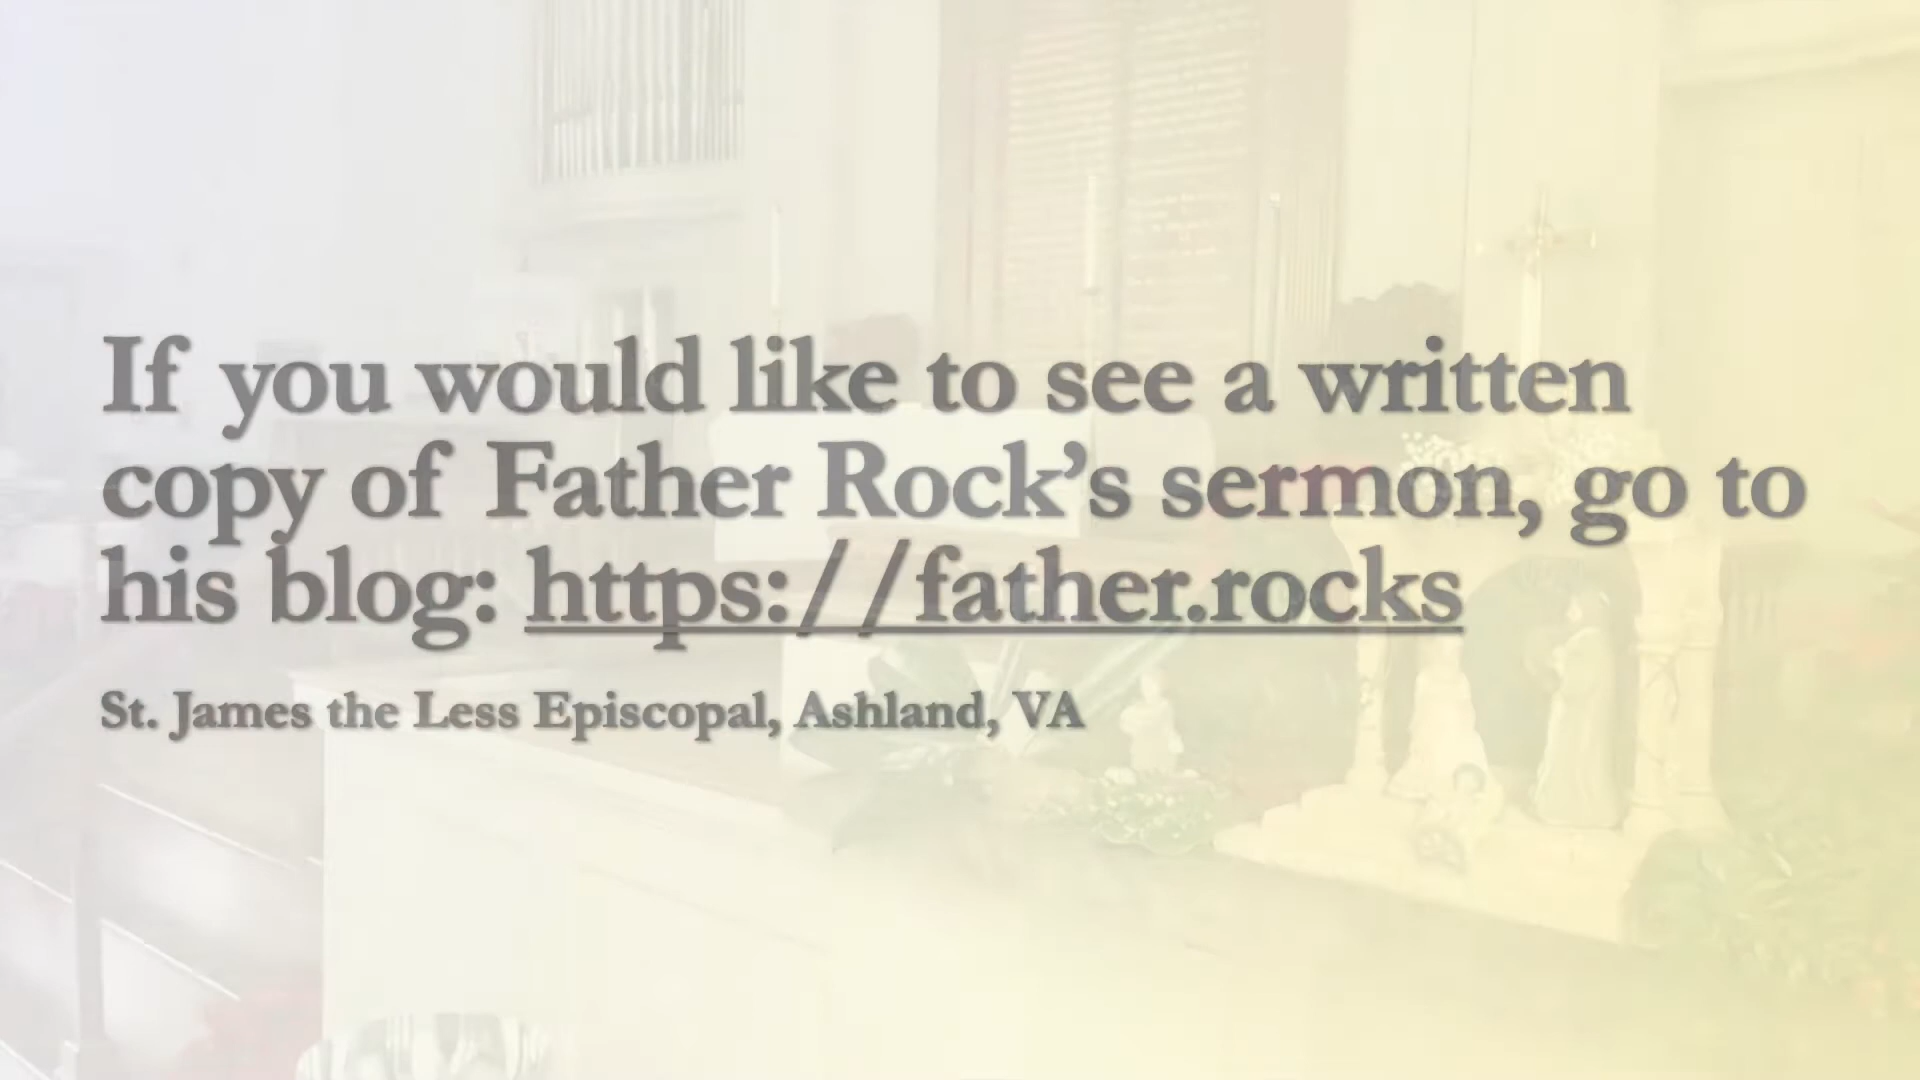 If you would like to see a written
copy of Father Rock’s sermon, go to
his blog: https://father.rocks
St. James the Less Episcopal, Ashland, VA